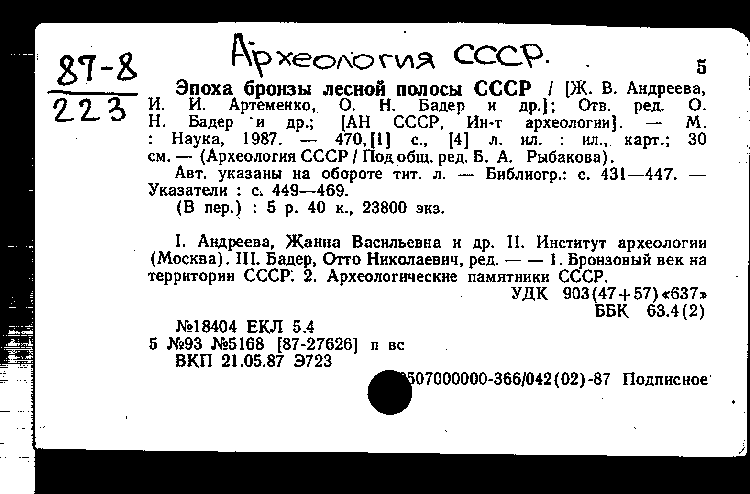 Археология СССР.
87-8
223
5
Эпоха бронзы лесной полосы СССР / [Ж. В. Андреева,
И. И. Артеменко, О. Н. Бадер и др.]; Отв. ред. О.
Н. Бадер и др.; [АН СССР, Ин-т археологии]. — М.
: Наука, 1987. — 470,[1] с., [4] л. ил. : ил., карт.; 30
см. — (Археология СССР / Под общ. ред. Б. А. Рыбакова).
Авт. указаны на обороте тит. л. — Библиогр.: с. 431—447. —
Указатели : с. 449—469.
(В пер.) : 5 р. 40 к., 23800 экз.
I. Андреева, Жанна Васильевна и др. II. Институт археологии
(Москва). III. Бадер, Отто Николаевич, ред. — — 1. Бронзовый век на
территории СССР. 2. Археологические памятники СССР.
УДК 903(47+57)«637»
ББК 63.4(2)
№18404 ЕКЛ 5.4
5 №93 №5168 [87-27626] п вс
ВКП 21.05.87 Э723
0507000000-366/042(02)-87 Подписное